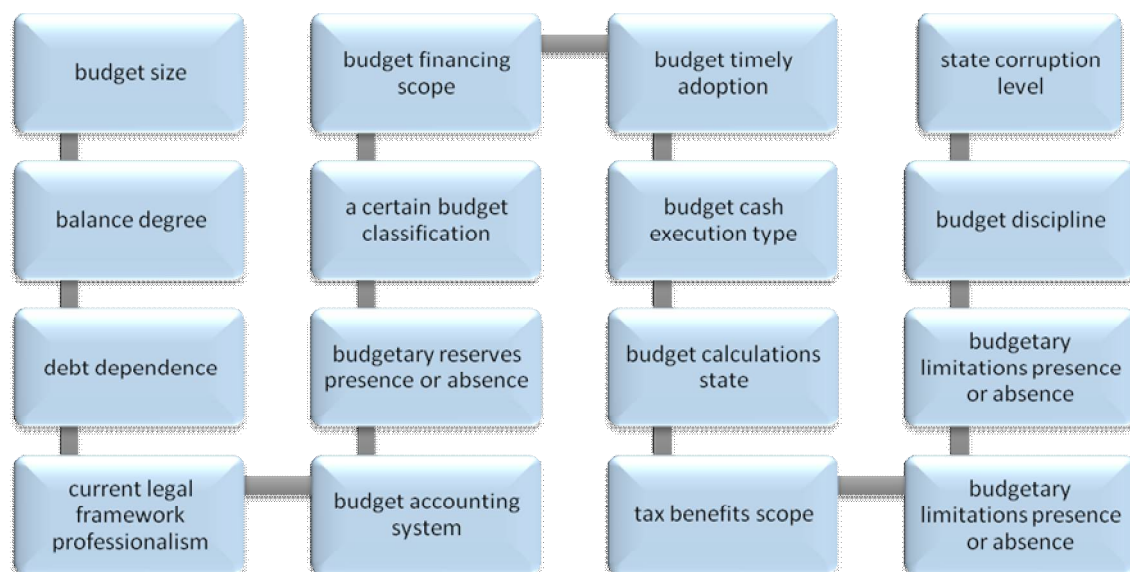 budget size
balance degree
debt dependence
current legal
framework
professionalism
budget accounting
system
budgetary reserves
presence or absence
a certain budget
classification
budget financing
scope
budget timely
adoption
budget cash
execution type
budget calculations
state
tax benefits scope
budgetary
limitations presence
or absence
budgetary
limitations presence
or absence
budget discipline
state corruption
level